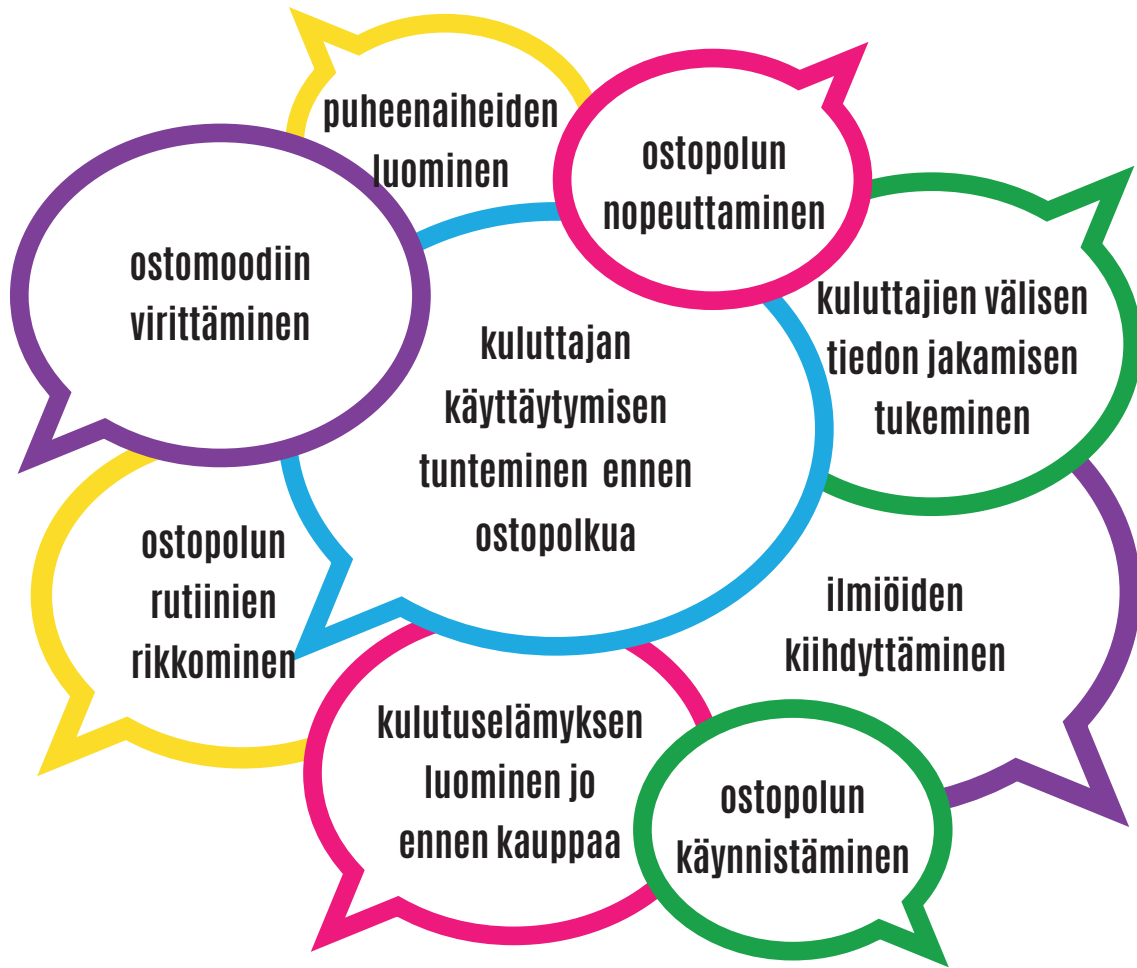 puheenaiheiden
luominen
ostopolun
nopeuttaminen
ostomoodiin
virittäminen
kuluttajien välisen
tiedon jakamisen
tukeminen
kuluttajan
käyttäytymisen
tunteminen ennen
ostopolkua
ostopolun
rutiinien
rikkominen
ilmiöiden
kiihdyttäminen
kulutuselämyksen
luominen jo
ennen kauppaa
ostopolun
käynnistäminen